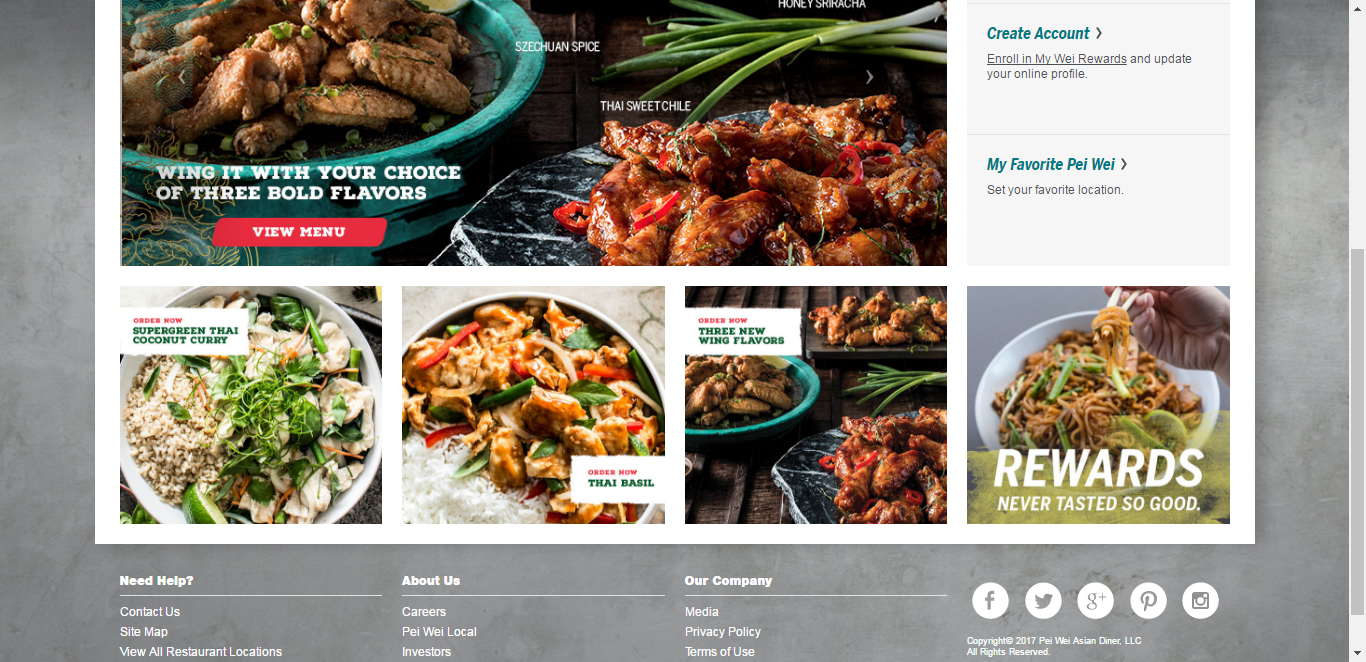 HONEY SRIRACHA
SZECHUAN SPICE
THAI SWEET CHILE
WING IT WITH YOUR CHOICE
OF THREE BOLD FLAVORS
VIEW MENU
Create Account
Enroll in My Wei Rewards and update
your online profile.
My Favorite Pei Wei
Set your favorite location.
ORDER NOW
SUPERGREEN THAI
COCONUT CURRY
ORDER NOW
THAI BASIL
ORDER NOW
THREE NEW
WING FLAVORS
REWARDS
NEVER TASTED SO GOOD.
Need Help?
Contact Us
Site Map
View All Restaurant Locations
About Us
Careers
Pei Wei Local
Investors
Our Company
Media
Privacy Policy
Terms of Use
f
g+
Copyright© 2017 Pei Wei Asian Diner, LLC
All Rights Reserved.